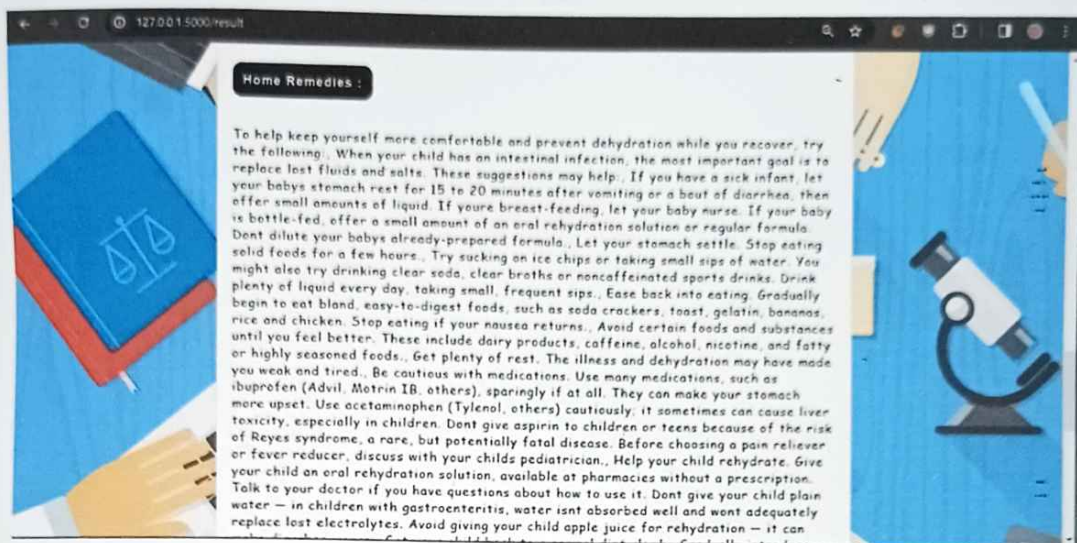 127.0.0.1:5000/result
Home Remedies :
To help keep yourself more comfortable and prevent dehydration while you recover, try
the following:, When your child has an intestinal infection, the most important goal is to
replace lost fluids and salts. These suggestions may help:, If you have a sick infant, let
your babys stomach rest for 15 to 20 minutes after vomiting or a bout of diarrhea, then
offer small amounts of liquid. If youre breast-feeding, let your baby nurse. If your baby
is bottle-fed, offer a small amount of an oral rehydration solution or regular formula.
Dont dilute your babys already-prepared formula., Let your stomach settle. Stop eating
solid foods for a few hours., Try sucking on ice chips or taking small sips of water. You
might also try drinking clear soda, clear broths or noncaffeinated sports drinks. Drink
plenty of liquid every day, taking small, frequent sips., Ease back into eating. Gradually
begin to eat bland, easy-to-digest foods, such as soda crackers, toast, gelatin, bananas,
rice and chicken. Stop eating if your nausea returns., Avoid certain foods and substances
until you feel better. These include dairy products, caffeine, alcohol, nicotine, and fatty
or highly seasoned foods., Get plenty of rest. The illness and dehydration may have made
you weak and tired., Be cautious with medications. Use many medications, such as
ibuprofen (Advil, Motrin IB, others), sparingly if at all. They can make your stomach
more upset. Use acetaminophen (Tylenol, others) cautiously; it sometimes can cause liver
toxicity, especially in children. Dont give aspirin to children or teens because of the risk
of Reyes syndrome, a rare, but potentially fatal disease. Before choosing a pain reliever
or fever reducer, discuss with your childs pediatrician., Help your child rehydrate. Give
your child an oral rehydration solution, available at pharmacies without a prescription.
Talk to your doctor if you have questions about how to use it. Dont give your child plain
water — in children with gastroenteritis, water isnt absorbed well and wont adequately
replace lost electrolytes. Avoid giving your child apple juice for rehydration — it can